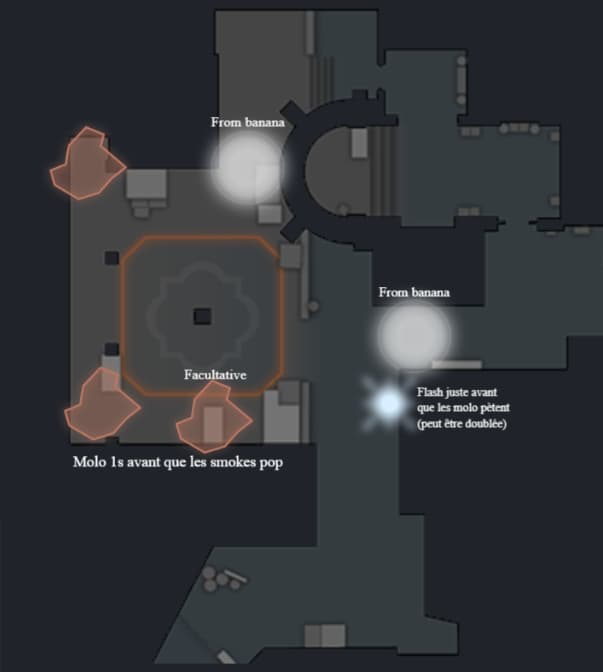 From banana
From banana
Facultative
Flash juste avant
que les molo pètent
(peut être doublée)
Molo 1s avant que les smokes pop